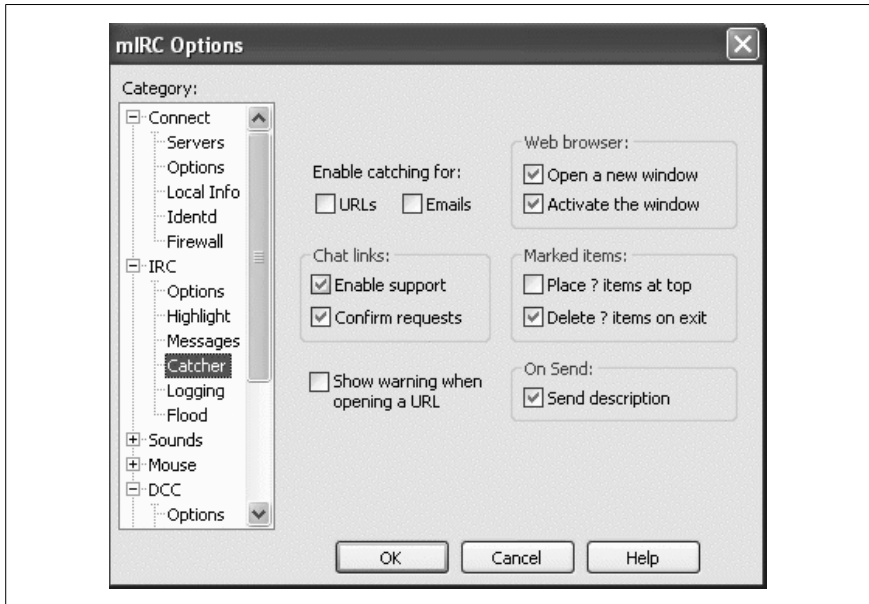 mIRC Options
Category:
Connect
Servers
Options
Local Info
Identd
Firewall
IRC
Options
Highlight
Messages
Catcher
Logging
Flood
Sounds
Mouse
DCC
Options
Enable catching for:
URLs Emails
Chat links:
Enable support
Confirm requests
Show warning when
opening a URL
Web browser:
Open a new window
Activate the window
Marked items:
Place ? items at top
Delete ? items on exit
On Send:
Send description
OK Cancel Help